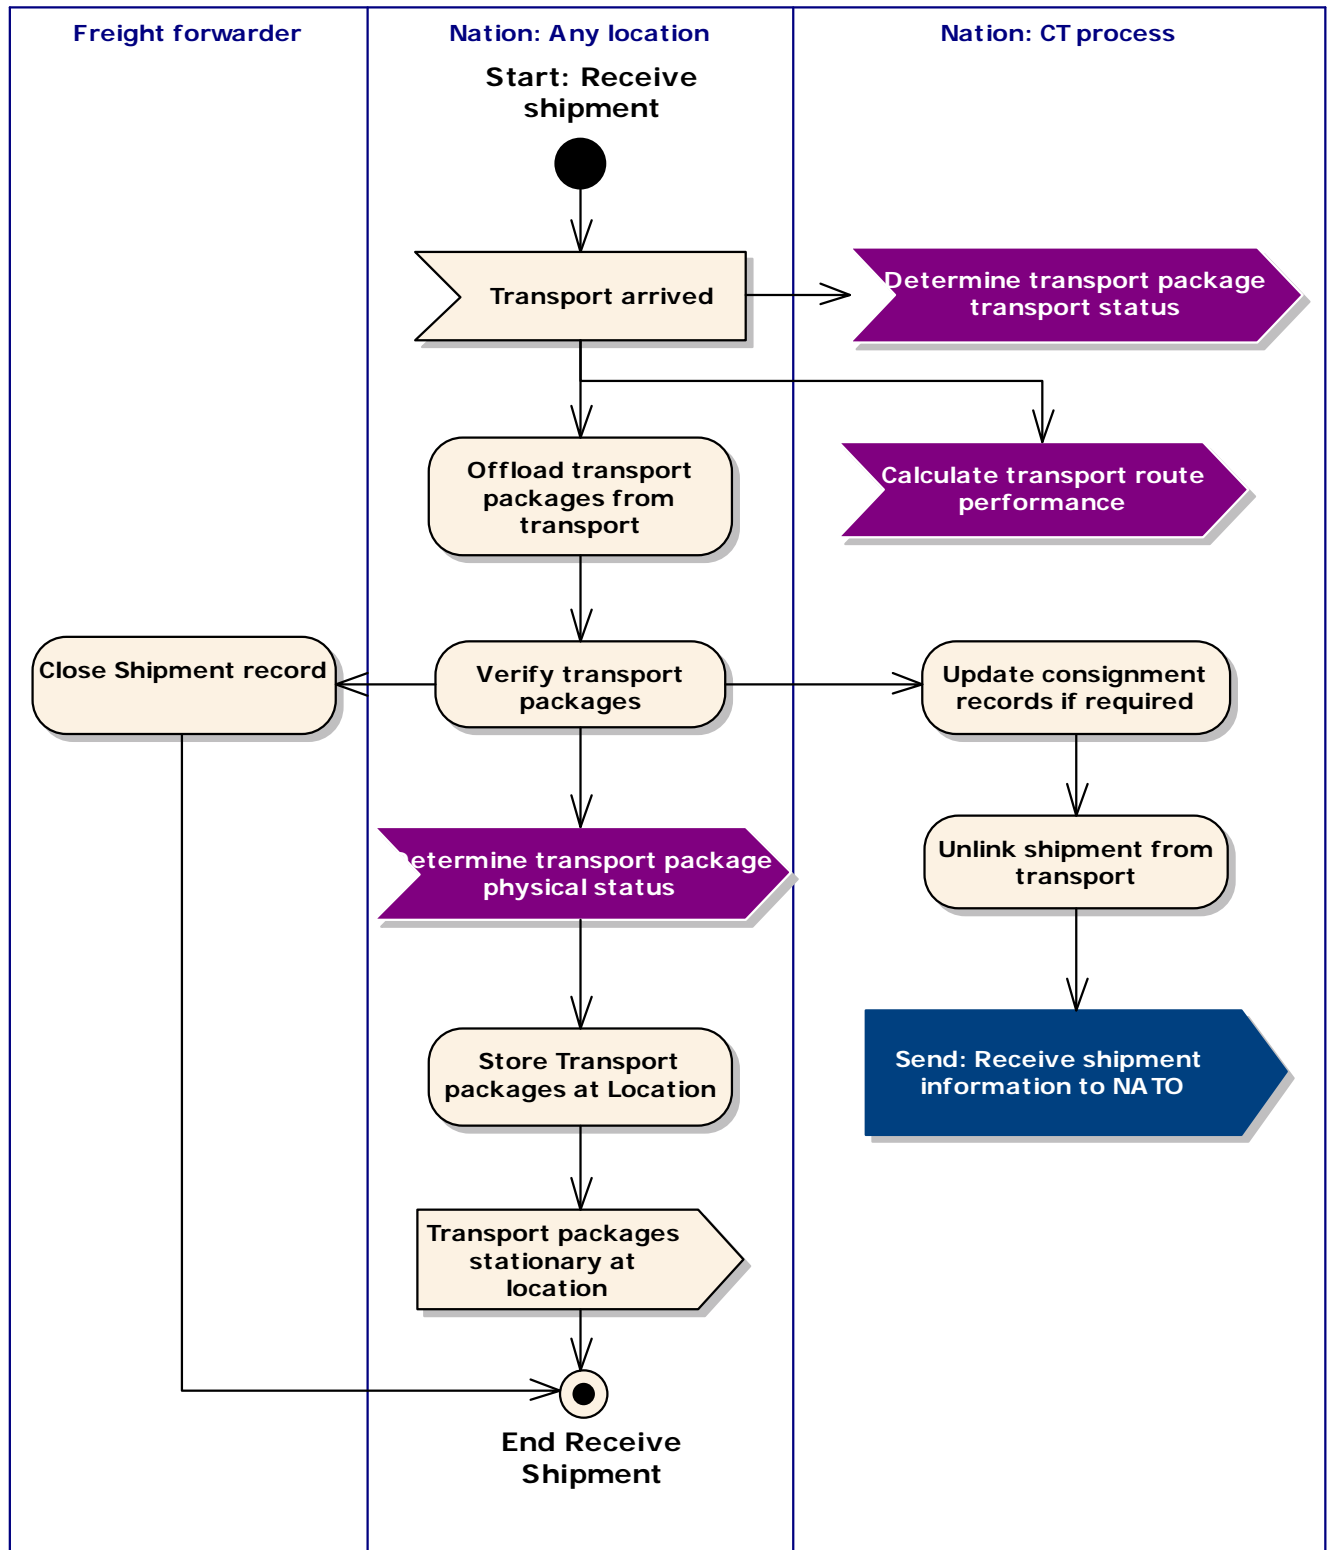 Freight forwarder
Nation: Any location
Nation: CT process
Start: Receive
shipment
Transport arrived
Determine transport package
transport status
Offload transport
packages from
transport
Calculate transport route
performance
Close Shipment record
Verify transport
packages
Update consignment
records if required
Determine transport package
physical status
Unlink shipment from
transport
Store Transport
packages at Location
Send: Receive shipment
information to NATO
Transport packages
stationary at
location
End Receive
Shipment